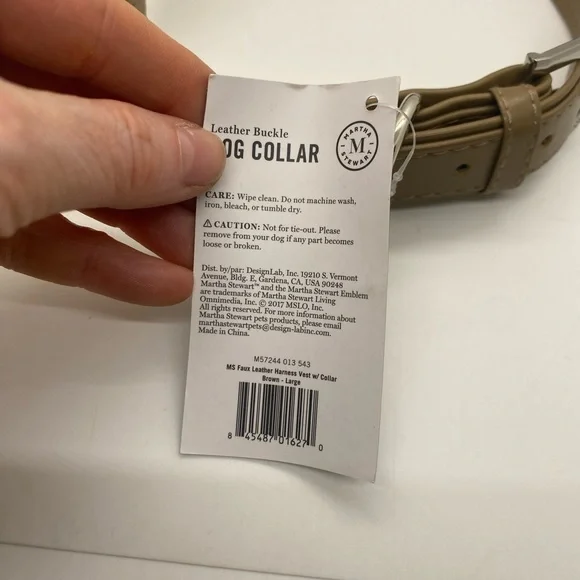 Leather Buckle
OG COLLAR
MARTHA
M
STEWART
CARE: Wipe clean. Do not machine wash,
iron, bleach, or tumble dry.
⚠ CAUTION: Not for tie-out. Please
remove from your dog if any part becomes
loose or broken.
Dist. by/par: DesignLab, Inc. 19210 S. Vermont
Avenue, Bldg. E, Gardena, CA, USA 90248
Martha Stewart™ and the Martha Stewart Emblem
are trademarks of Martha Stewart Living
Omnimedia, Inc. © 2017 MSLO, Inc.
All rights reserved. For more information about
Martha Stewart pets products, please email
marthastewartpets@design-labinc.com.
Made in China.
M57244 013 543
MS Faux Leather Harness Vest w/ Collar
Brown - Large
8 45487 01627 0